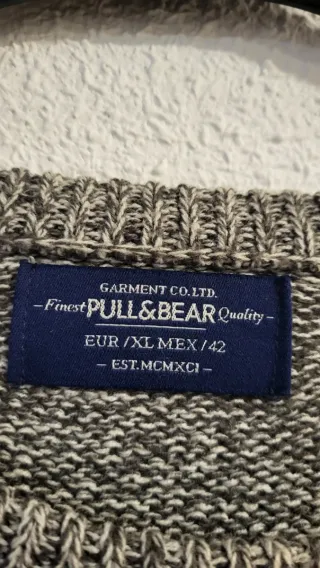 GARMENT CO.LTD.
-Finest PULL&BEAR Quality-
EUR /XL MEX /42
- EST.MCMXCI -